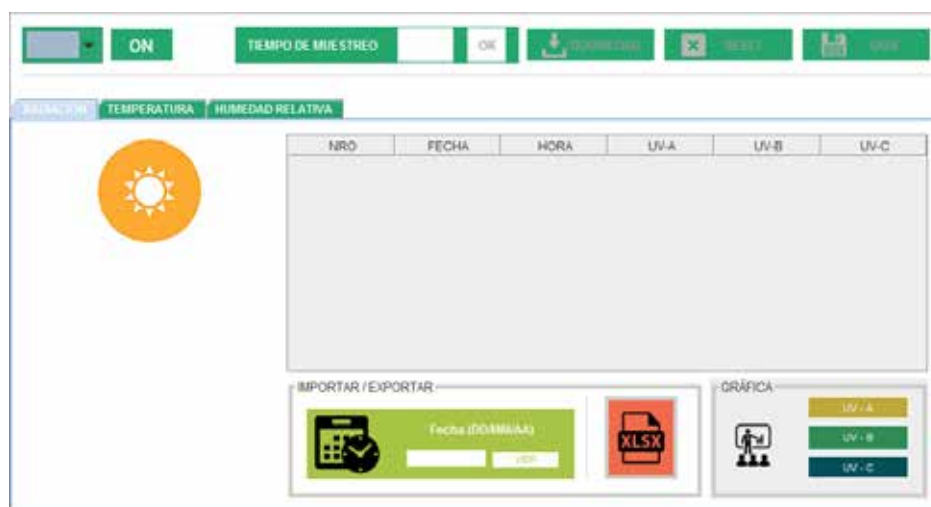 ON TIEMPO DE MUESTREO OK
RADIACION TEMPERATURA HUMEDAD RELATIVA
NRO FECHA HORA UV-A UV-B UV-C
IMPORTAR / EXPORTAR
Fecha (DD/MM/AA)
XLSX
GRÁFICA
UV - A
UV - B
UV - C